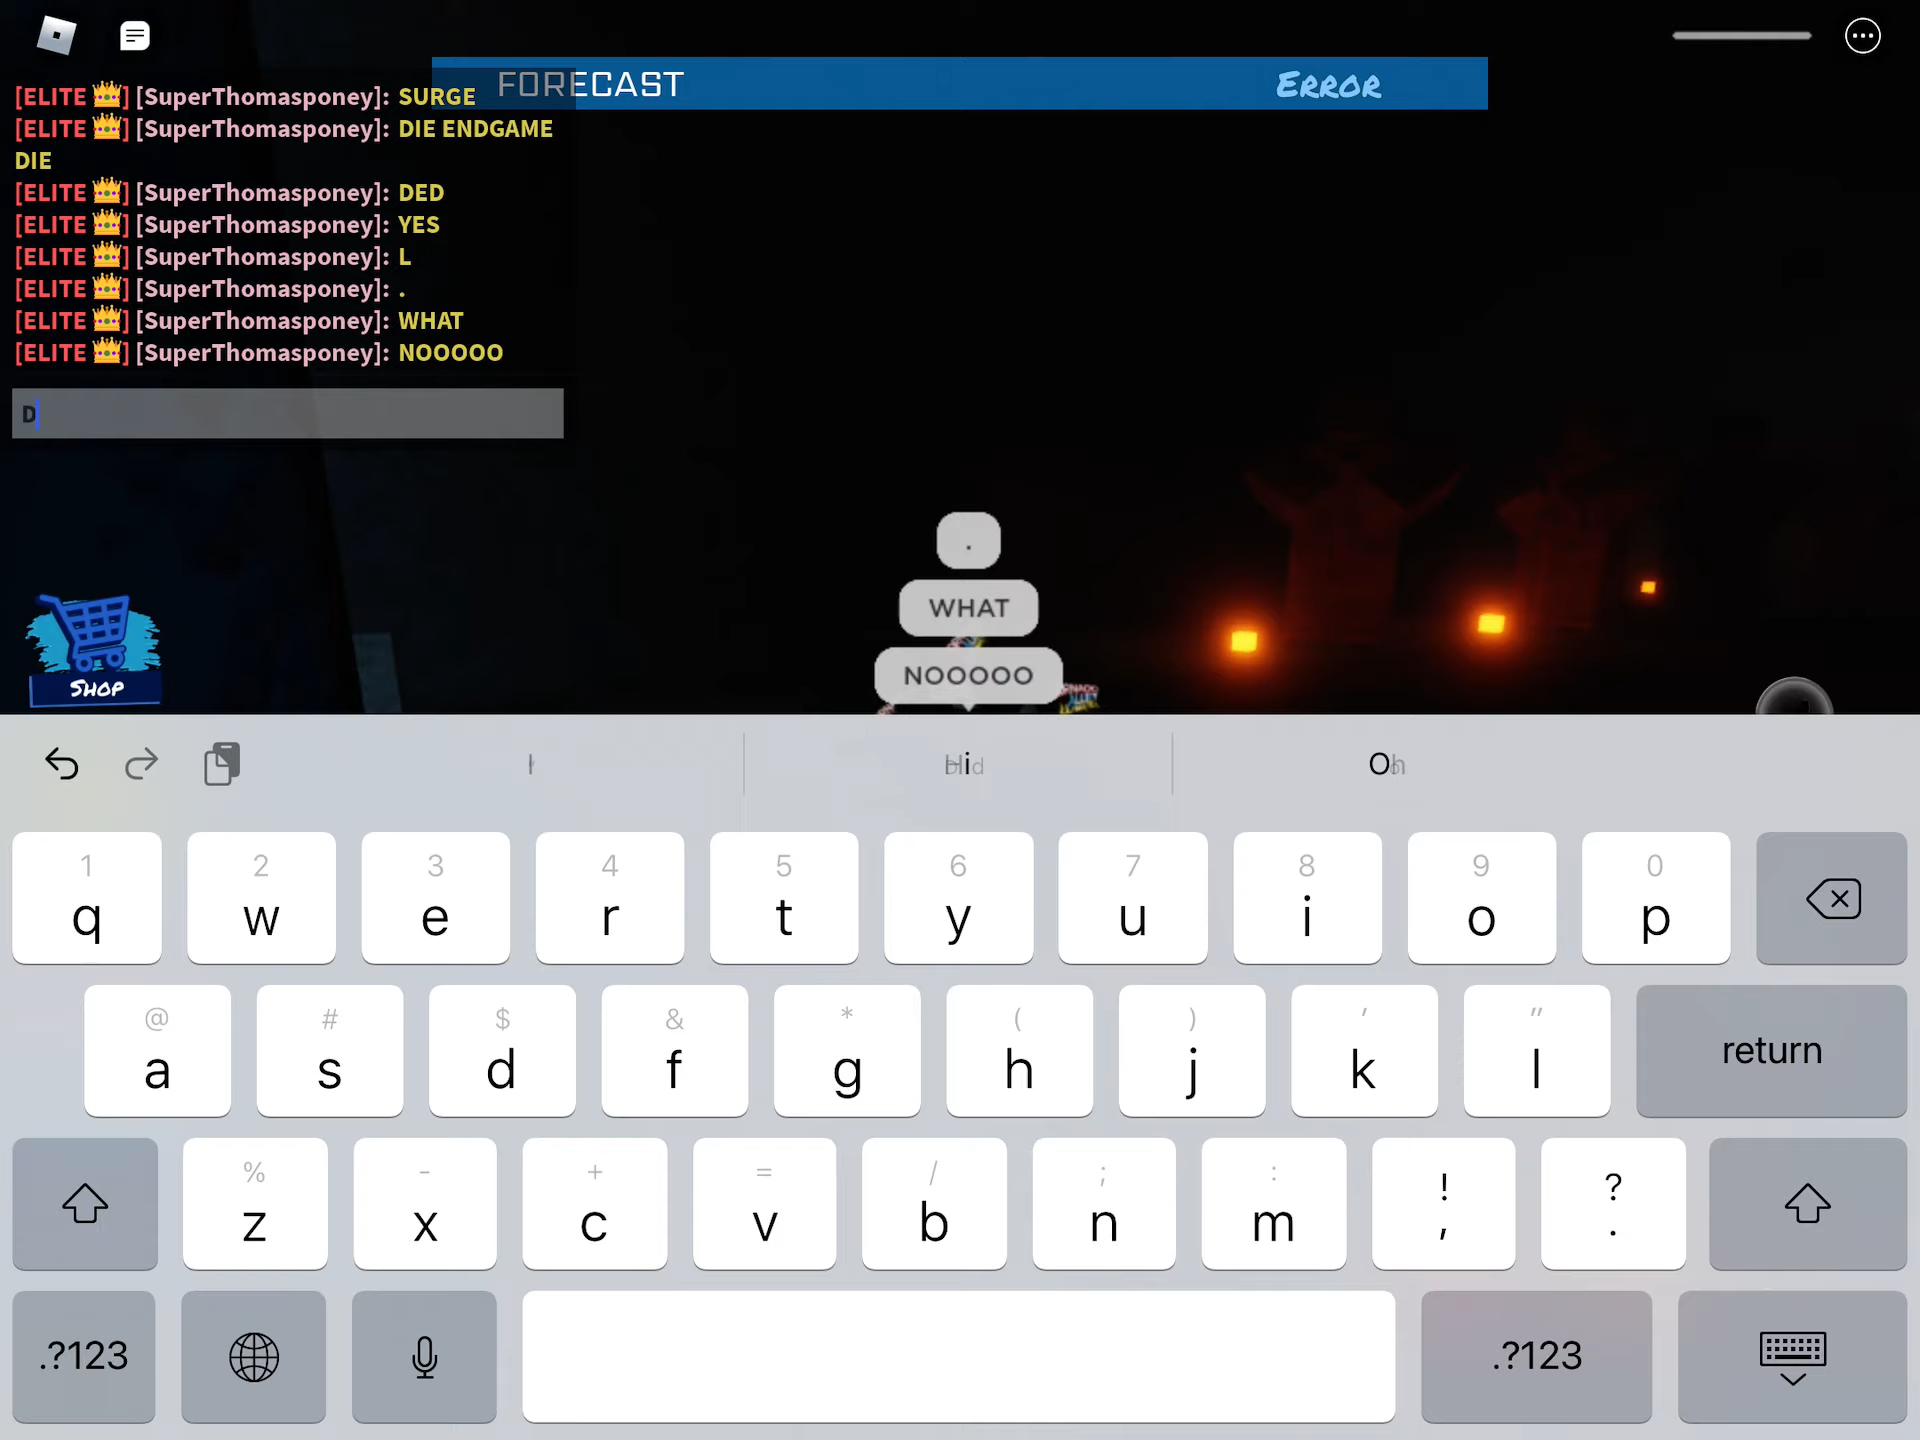 FORECAST Error
[ELITE 👑] [SuperThomasponey]: SURGE
[ELITE 👑] [SuperThomasponey]: DIE ENDGAME
DIE
[ELITE 👑] [SuperThomasponey]: DED
[ELITE 👑] [SuperThomasponey]: YES
[ELITE 👑] [SuperThomasponey]: L
[ELITE 👑] [SuperThomasponey]: .
[ELITE 👑] [SuperThomasponey]: WHAT
[ELITE 👑] [SuperThomasponey]: NOOOOO
D
.
WHAT
NOOOOO
SHOP
Hi Oh
1 2 3 4 5 6 7 8 9 0
q w e r t y u i o p
@ # $ & * ( ) ' "
a s d f g h j k l return
% - + = / ; : ! ?
z x c v b n m , .
.?123 .?123